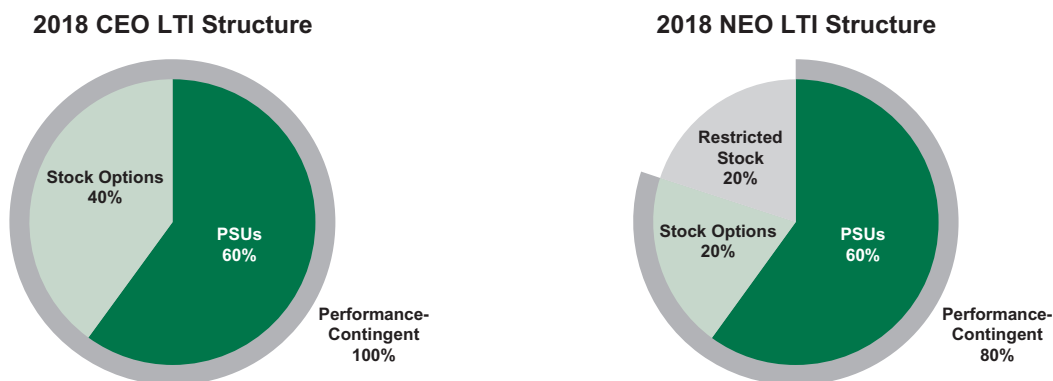 2018 CEO LTI Structure
Stock Options
40%
PSUs
60%
Performance-
Contingent
100%
2018 NEO LTI Structure
Restricted
Stock
20%
Stock Options
20%
PSUs
60%
Performance-
Contingent
80%